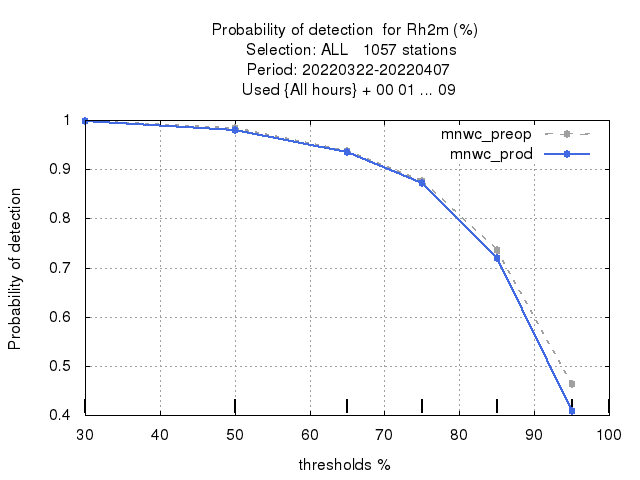 Probability of detection  for Rh2m (%)
Selection: ALL   1057 stations
Period: 20220322-20220407
Used {All hours} + 00 01 ... 09
mnwc_preop
mnwc_prod
Probability of detection
1
0.9
0.8
0.7
0.6
0.5
0.4
30 40 50 60 70 80 90 100
thresholds %